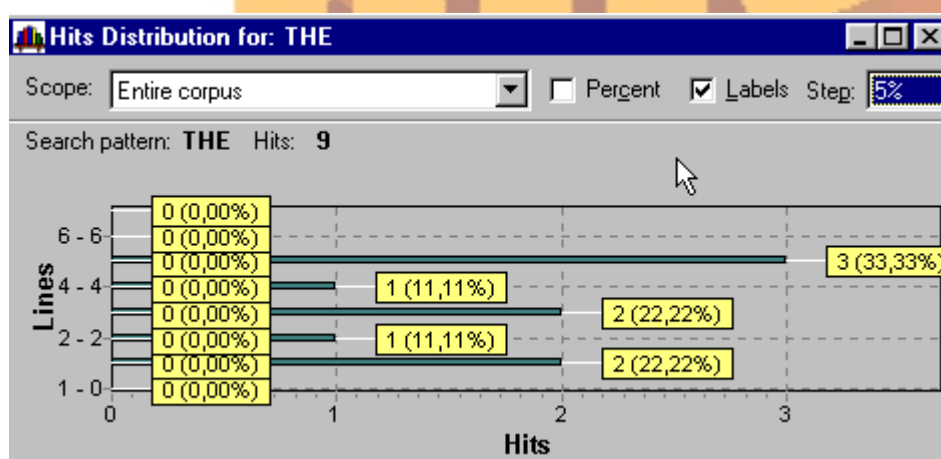 Hits Distribution for: THE
Scope: Entire corpus Percent Labels Step: 5%
Search pattern: THE Hits: 9
0 (0,00%)
6 - 6 0 (0,00%)
0 (0,00%) 3 (33,33%)
4 - 4 0 (0,00%) 1 (11,11%)
0 (0,00%) 2 (22,22%)
2 - 2 0 (0,00%) 1 (11,11%)
0 (0,00%) 2 (22,22%)
1 - 0 0 (0,00%)
Lines
0 1 2 3
Hits